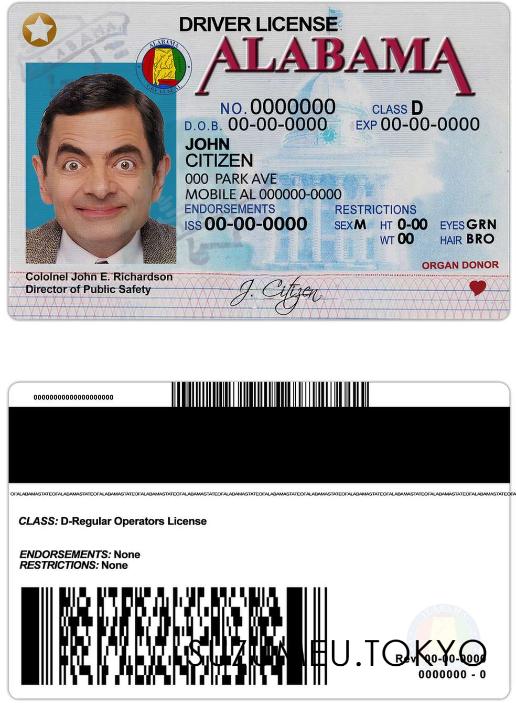 DRIVER LICENSE
ALABAMA
NO. 0000000 CLASS D
D.O.B. 00-00-0000 EXP 00-00-0000
JOHN
CITIZEN
000 PARK AVE
MOBILE AL 000000-0000
ENDORSEMENTS RESTRICTIONS
ISS 00-00-0000 SEX M HT 0-00 EYES GRN
WT 00 HAIR BRO
ORGAN DONOR
Cololnel John E. Richardson
Director of Public Safety
J. Citizen
00000000000000000000
OFALABAMASTATEOFALABAMASTATEOFALABAMASTATEOFALABAMASTATEOFALABAMASTATEOFALABAMASTATEOFALABAMASTATEOFALABAMASTATEOFALABAMASTATEOFA
CLASS: D-Regular Operators License
ENDORSEMENTS: None
RESTRICTIONS: None
SUZUMEU.TOKYO
Rev. 00-00-0000
0000000 - 0